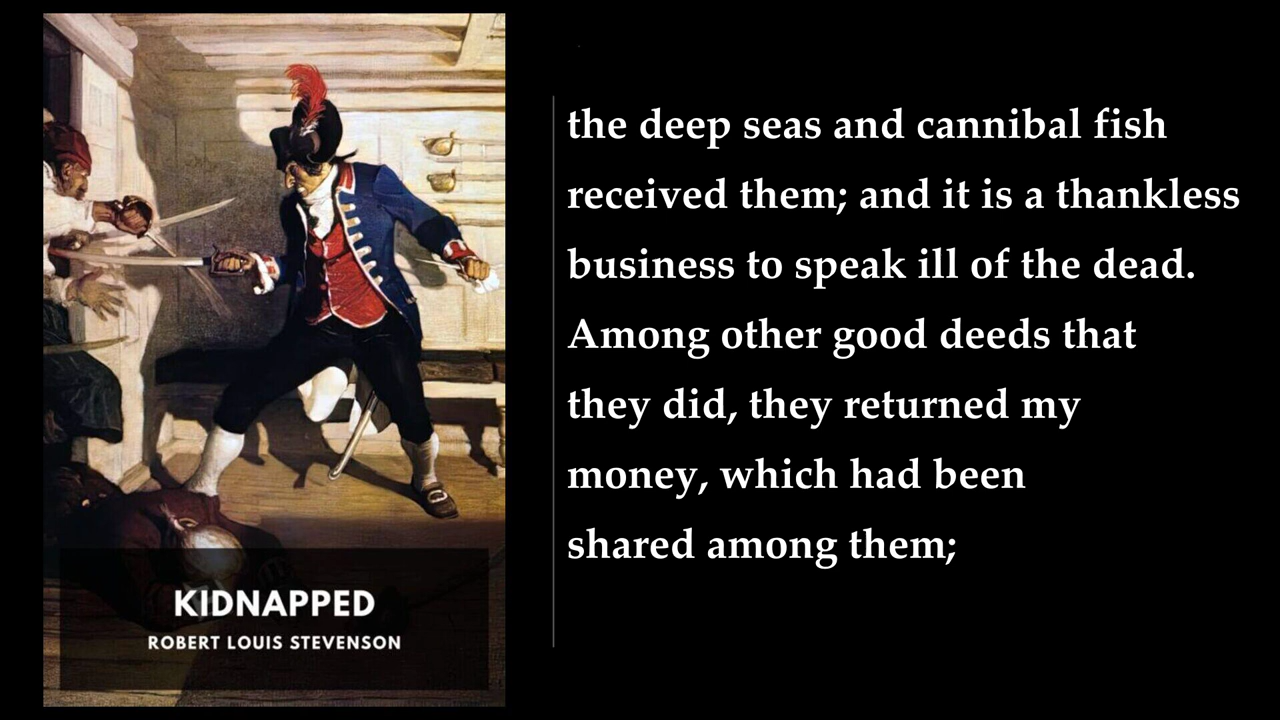 KIDNAPPED
ROBERT LOUIS STEVENSON
the deep seas and cannibal fish
received them; and it is a thankless
business to speak ill of the dead.
Among other good deeds that
they did, they returned my
money, which had been
shared among them;